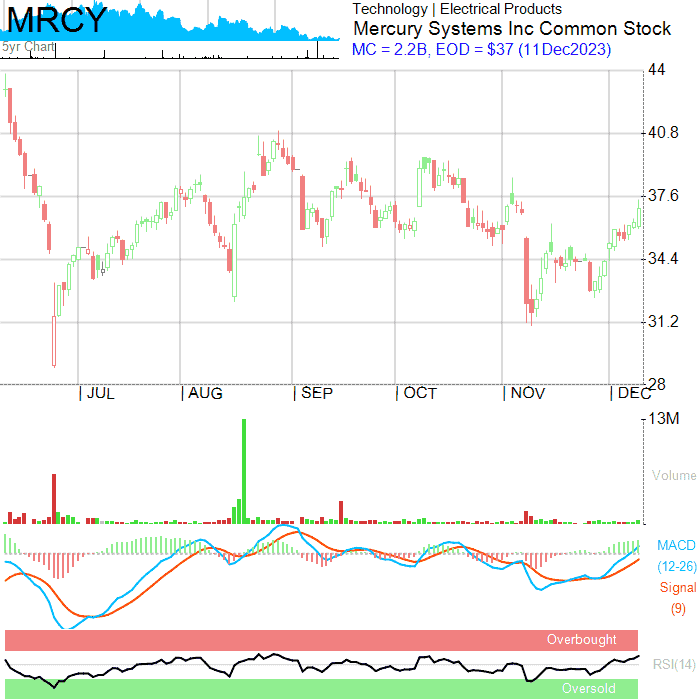 MRCY
5yr Chart
Technology | Electrical Products
Mercury Systems Inc Common Stock
MC = 2.2B, EOD = $37 (11Dec2023)
44
40.8
37.6
34.4
31.2
28
JUL
AUG
SEP
OCT
NOV
DEC
13M
Volume
MACD
(12-26)
Signal
(9)
Overbought
RSI(14)
Oversold